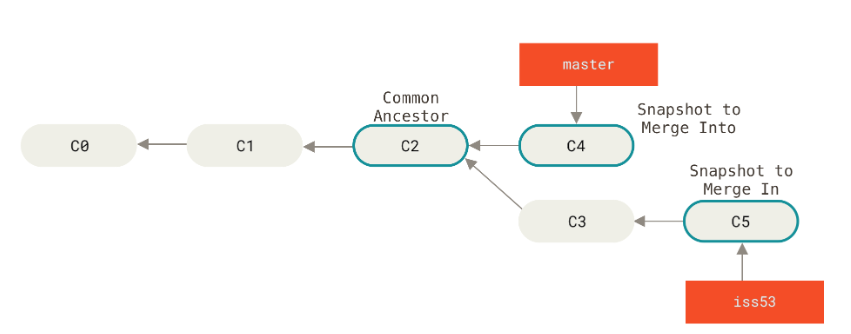 master
Common
Ancestor
Snapshot to
Merge Into
C0
C1
C2
C4
Snapshot to
Merge In
C3
C5
iss53